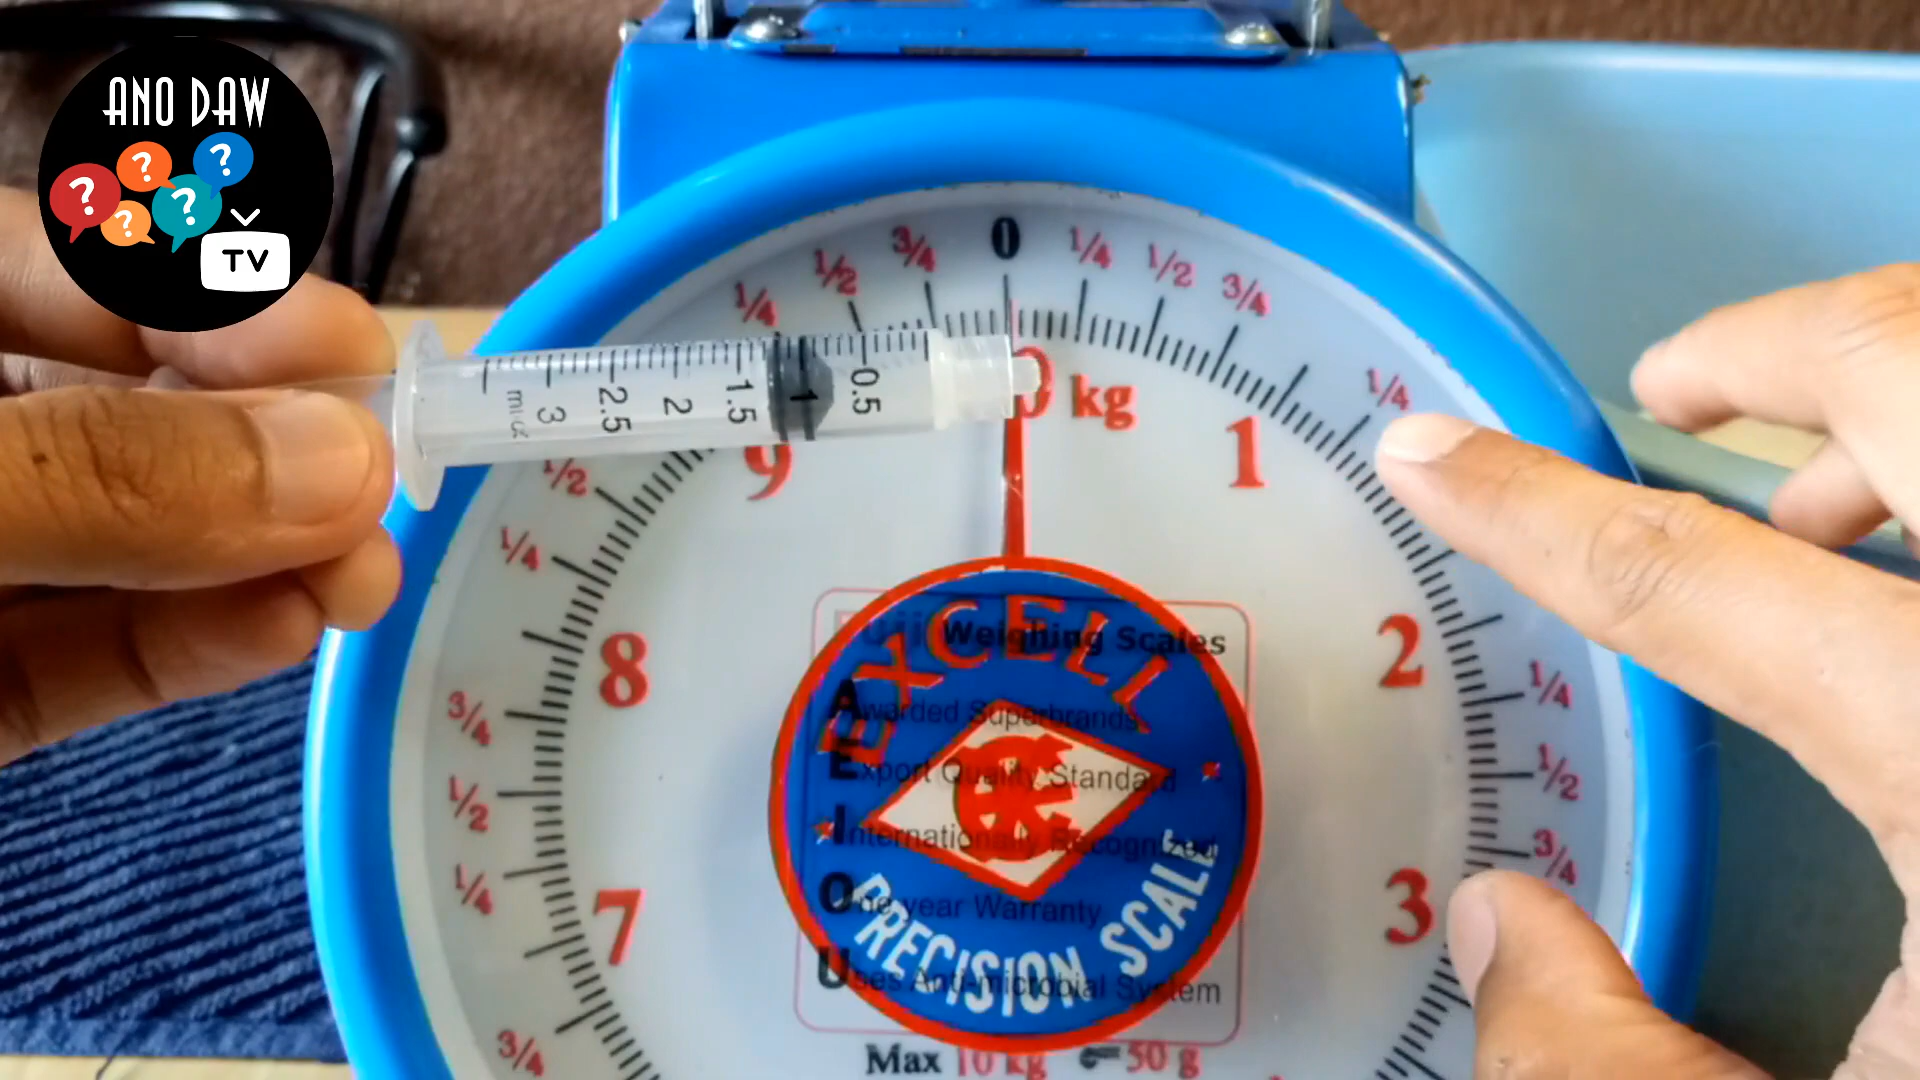 ANO DAW
? ? ? ? ?
TV
0
1/4 1/2 3/4
1
1/4
2
1/4
1/2
3/4
3
7
3/4
1/4
1/2
3/4
8
1/4
1/2
9
1/4
1/2
3/4
0 kg
0.5
1
1.5
2
2.5
3
ml
EXCELL
PRECISION SCALE
Weighing Scales
Awarded Superbrands
Export Quality Standard
Internationally Recognized
One year Warranty
Uses Anti-microbial System
Max 10 kg e=50 g